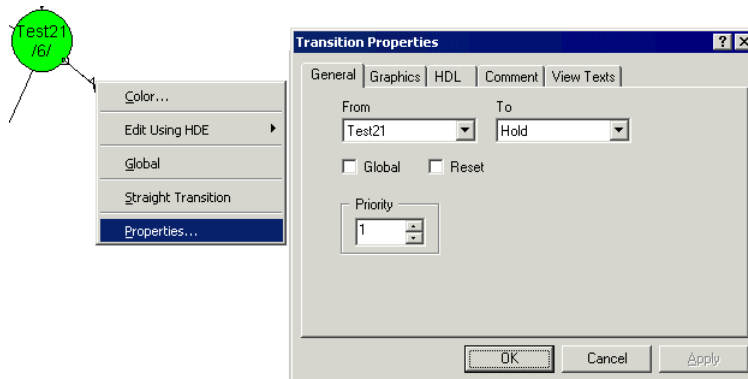 Test21
/6/
Color...
Edit Using HDE
Global
Straight Transition
Properties...
Transition Properties
General Graphics HDL Comment View Texts
From To
Test21 Hold
Global Reset
Priority
1
OK Cancel Apply